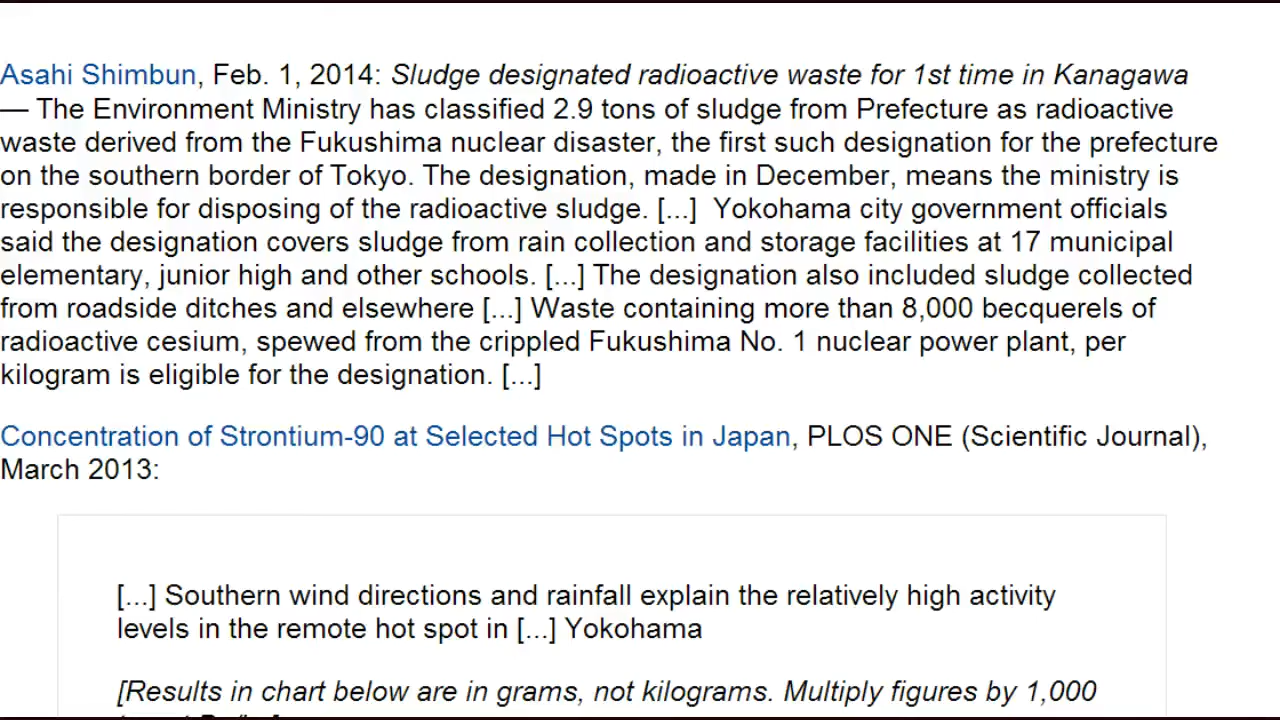 Asahi Shimbun, Feb. 1, 2014: Sludge designated radioactive waste for 1st time in Kanagawa
— The Environment Ministry has classified 2.9 tons of sludge from Prefecture as radioactive
waste derived from the Fukushima nuclear disaster, the first such designation for the prefecture
on the southern border of Tokyo. The designation, made in December, means the ministry is
responsible for disposing of the radioactive sludge. [...]  Yokohama city government officials
said the designation covers sludge from rain collection and storage facilities at 17 municipal
elementary, junior high and other schools. [...] The designation also included sludge collected
from roadside ditches and elsewhere [...] Waste containing more than 8,000 becquerels of
radioactive cesium, spewed from the crippled Fukushima No. 1 nuclear power plant, per
kilogram is eligible for the designation. [...]
Concentration of Strontium-90 at Selected Hot Spots in Japan, PLOS ONE (Scientific Journal),
March 2013:
[...] Southern wind directions and rainfall explain the relatively high activity
levels in the remote hot spot in [...] Yokohama
[Results in chart below are in grams, not kilograms. Multiply figures by 1,000